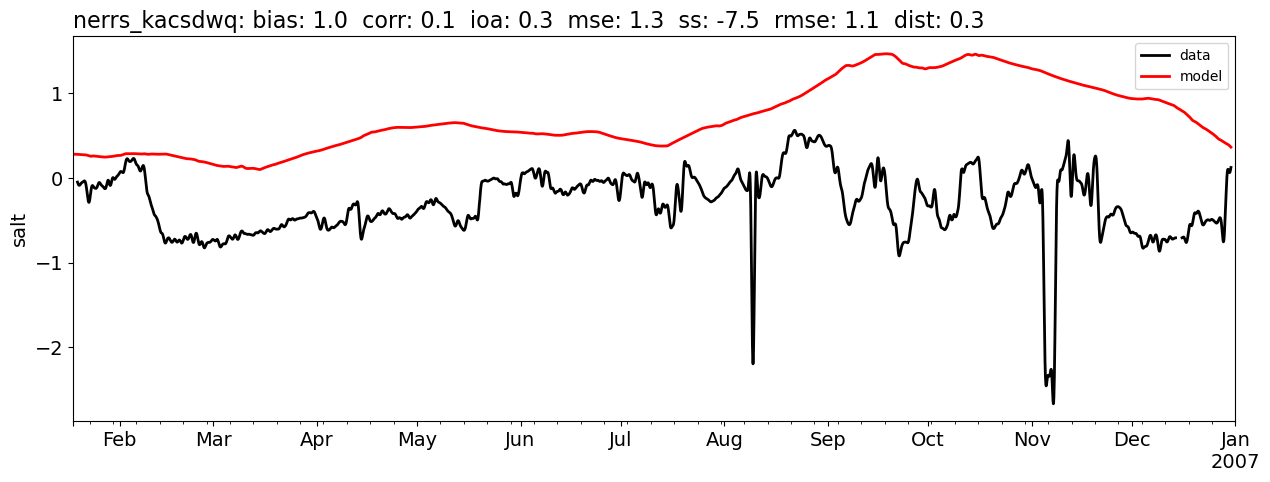 nerrs_kacsdwq: bias: 1.0  corr: 0.1  ioa: 0.3  mse: 1.3  ss: -7.5  rmse: 1.1  dist: 0.3
data
model
1
0
−1
−2
salt
Feb
Mar
Apr
May
Jun
Jul
Aug
Sep
Oct
Nov
Dec
Jan
2007